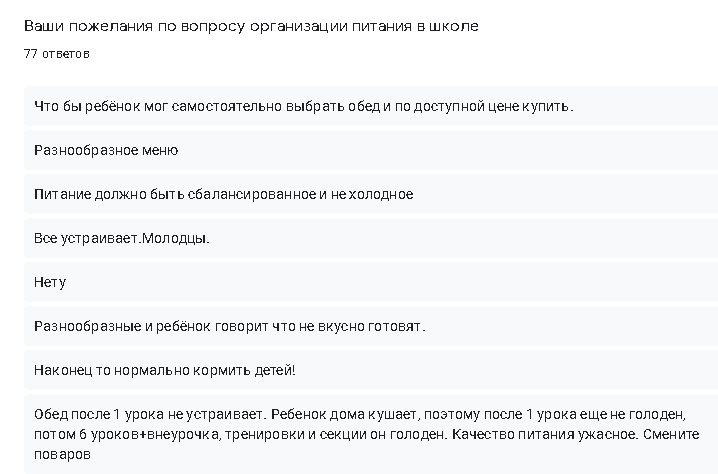 Ваши пожелания по вопросу организации питания в школе
77 ответов
Что бы ребёнок мог самостоятельно выбрать обед и по доступной цене купить.
Разнообразное меню
Питание должно быть сбалансированное и не холодное
Все устраивает.Молодцы.
Нету
Разнообразные и ребёнок говорит что не вкусно готовят.
Наконец то нормально кормить детей!
Обед после 1 урока не устраивает. Ребенок дома кушает, поэтому после 1 урока еще не голоден,
потом 6 уроков+внеурочка, тренировки и секции он голоден. Качество питания ужасное. Смените
поваров